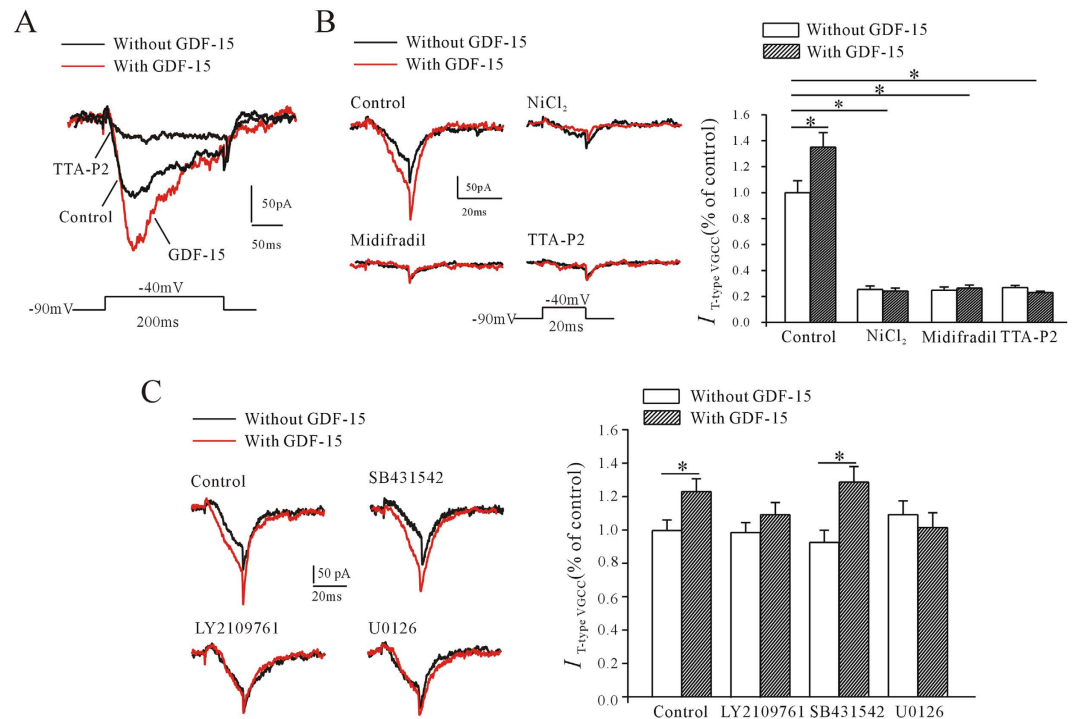 A
Without GDF-15
With GDF-15
TTA-P2
Control
GDF-15
50pA
50ms
-40mV
-90mV
200ms
B
Without GDF-15
With GDF-15
Control
NiCl₂
50pA
20ms
Midifradil
TTA-P2
-40mV
-90mV
20ms
Without GDF-15
With GDF-15
*
*
*
*
I T-type VGCC(% of control)
1.6
1.4
1.2
1.0
0.8
0.6
0.4
0.2
0.0
Control NiCl₂ Midifradil TTA-P2
C
Without GDF-15
With GDF-15
Control
SB431542
50 pA
20ms
LY2109761
U0126
Without GDF-15
With GDF-15
*
*
I T-type VGCC(% of control)
1.6
1.4
1.2
1.0
0.8
0.6
0.4
0.2
0.0
Control LY2109761 SB431542 U0126